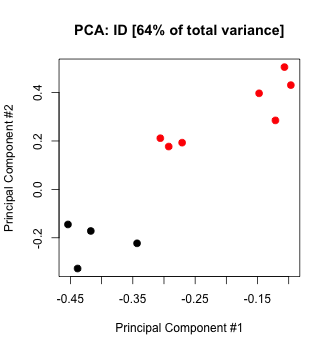 PCA: ID [64% of total variance]
Principal Component #2
0.4
0.2
0.0
-0.2
-0.45
-0.35
-0.25
-0.15
Principal Component #1